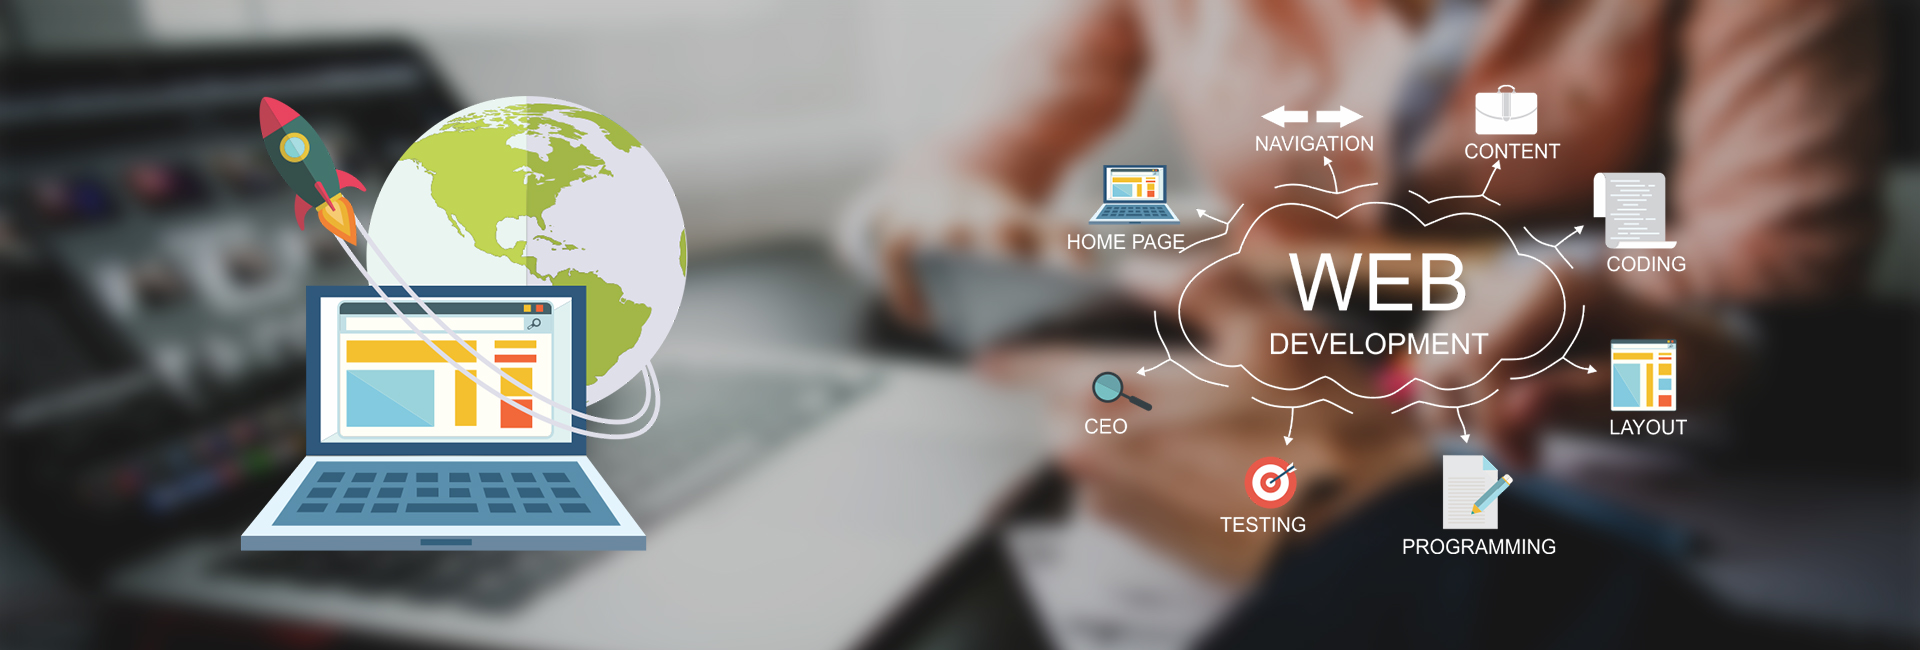 NAVIGATION
CONTENT
HOME PAGE
CODING
WEB
DEVELOPMENT
CEO
LAYOUT
TESTING
PROGRAMMING